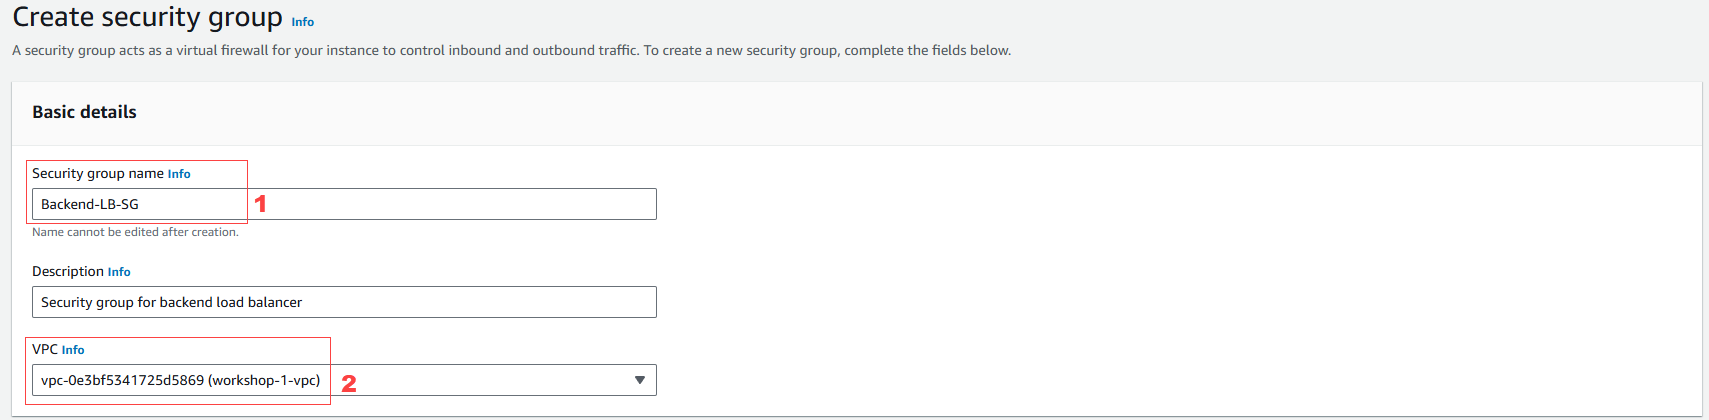 Create security group Info
A security group acts as a virtual firewall for your instance to control inbound and outbound traffic. To create a new security group, complete the fields below.
Basic details
Security group name Info
Backend-LB-SG 1
Name cannot be edited after creation.
Description Info
Security group for backend load balancer
VPC Info
vpc-0e3bf5341725d5869 (workshop-1-vpc) 2